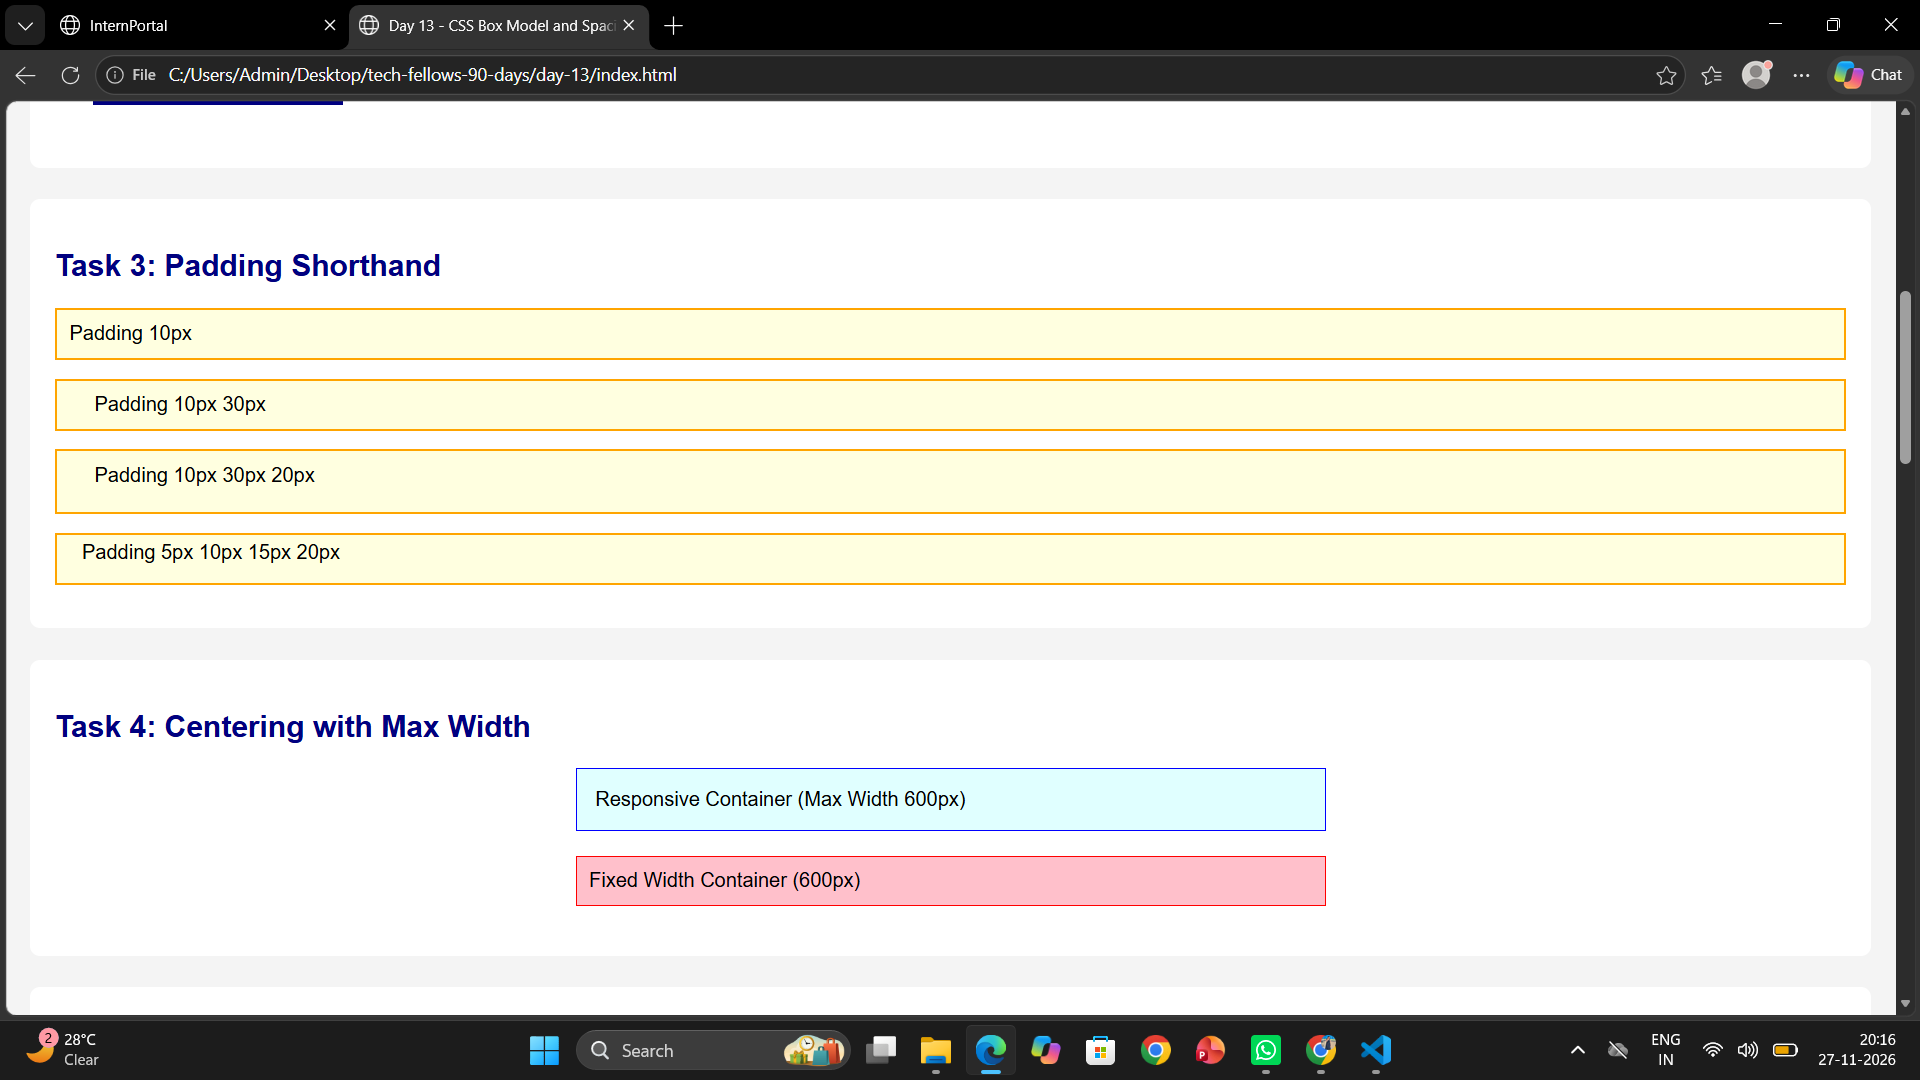 InternPortal
Day 13 - CSS Box Model and Spaci
File C:/Users/Admin/Desktop/tech-fellows-90-days/day-13/index.html
Chat
Task 3: Padding Shorthand
Padding 10px
Padding 10px 30px
Padding 10px 30px 20px
Padding 5px 10px 15px 20px
Task 4: Centering with Max Width
Responsive Container (Max Width 600px)
Fixed Width Container (600px)
2
28°C
Clear
Search
P
ENG
IN
20:16
27-11-2026